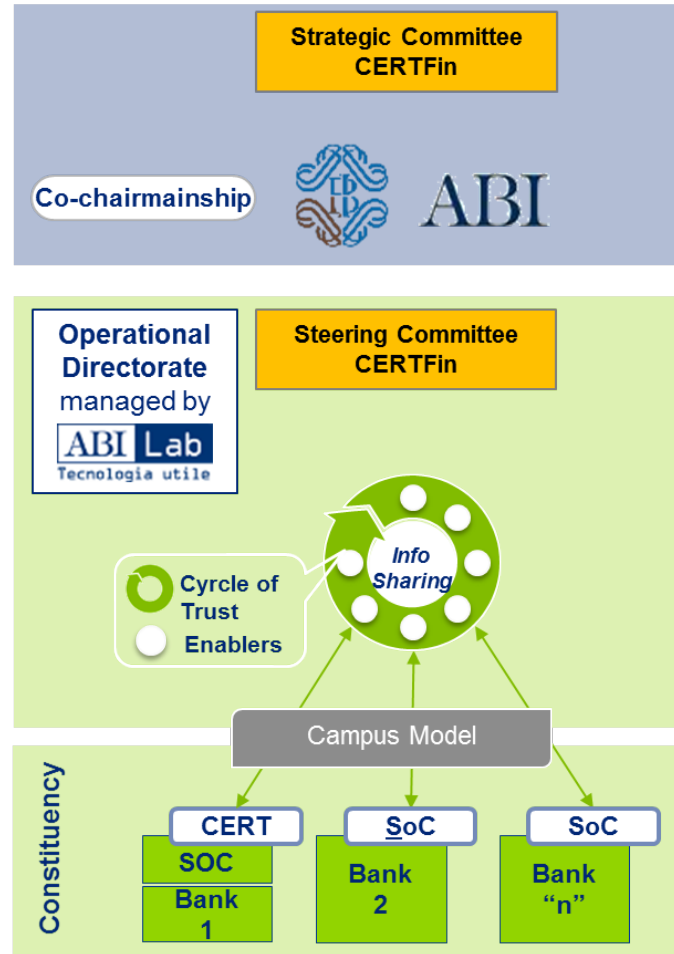 Strategic Committee
CERTFin
Co-chairmainship
ABI
Operational
Directorate
managed by
ABI Lab
Tecnologia utile
Steering Committee
CERTFin
Info
Sharing
Cyrcle of
Trust
Enablers
Campus Model
Constituency
CERT
SOC
Bank
1
SoC
Bank
2
SoC
Bank
“n”